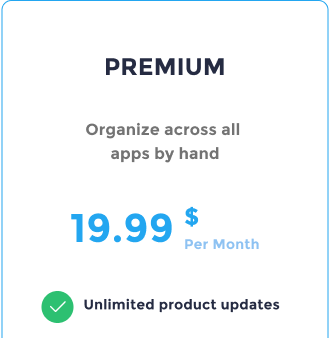 PREMIUM
Organize across all
apps by hand
19.99 $
Per Month
Unlimited product updates